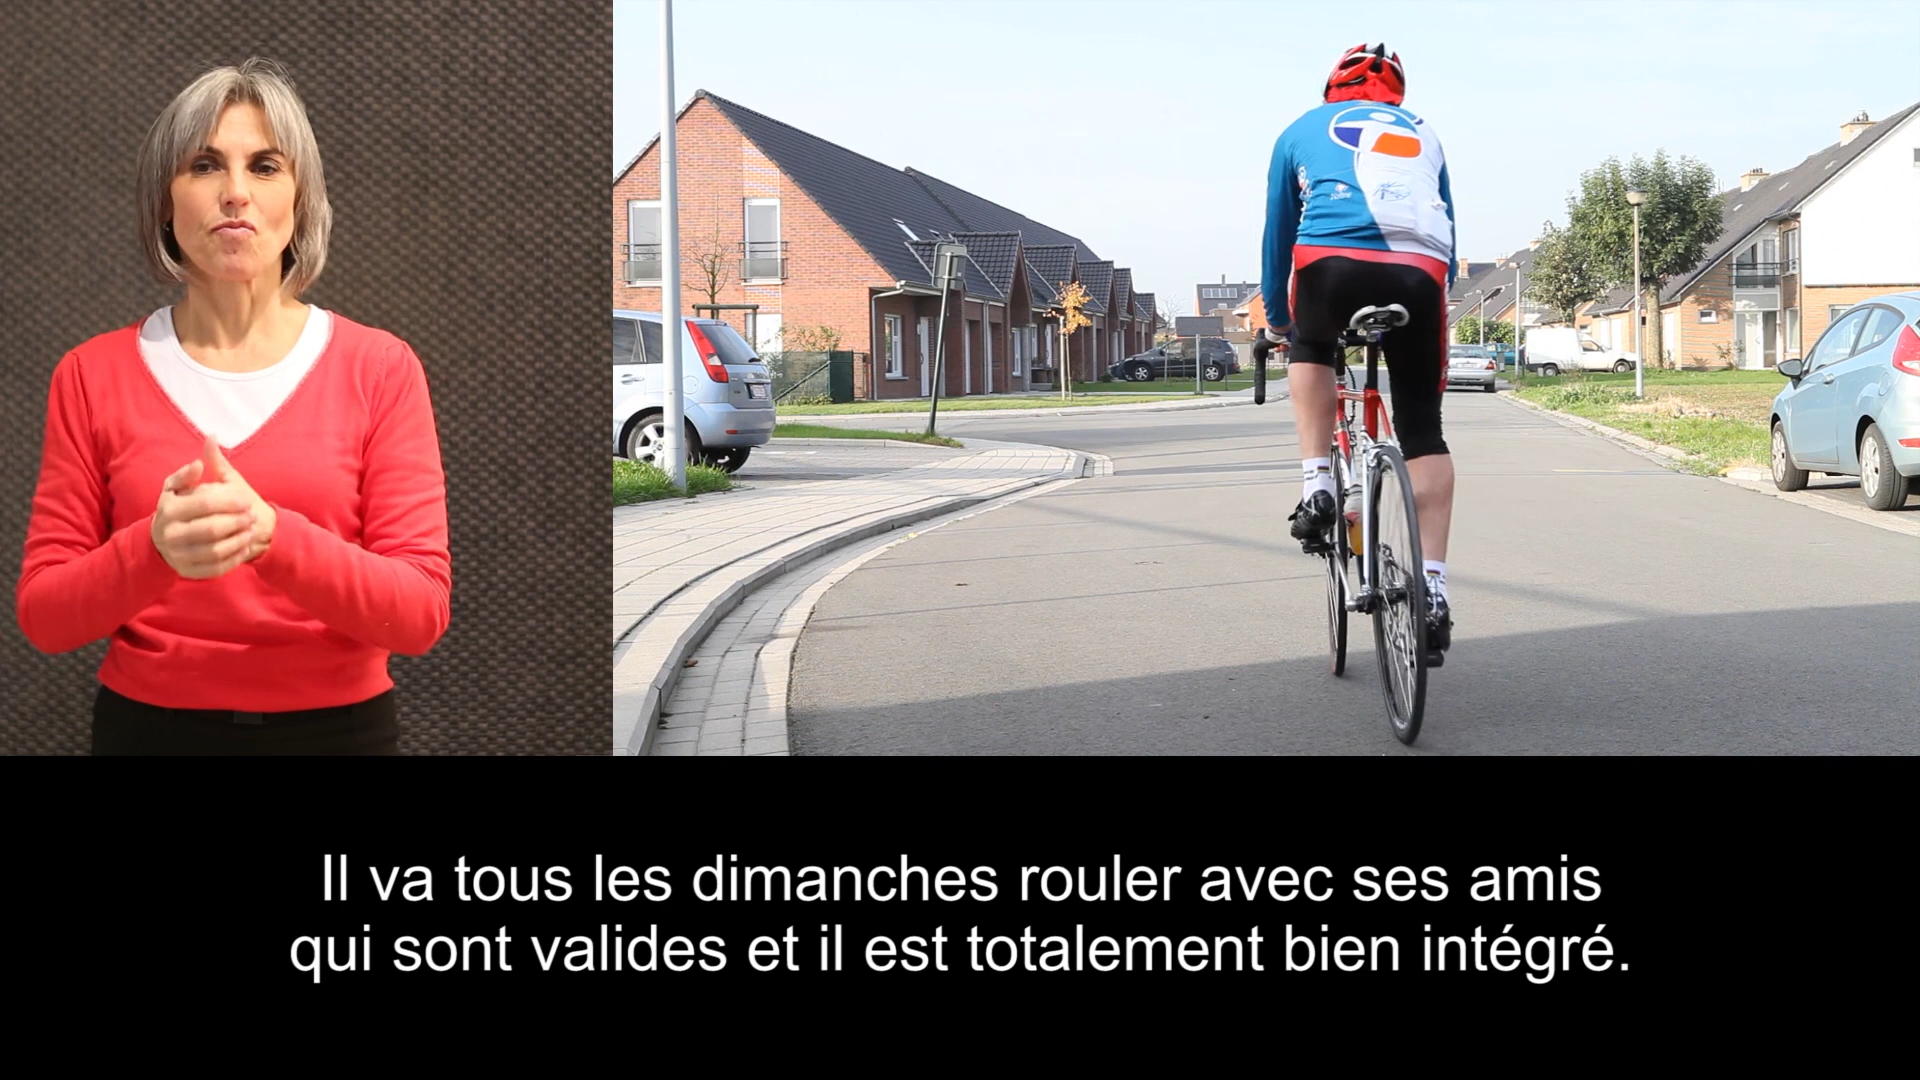 Il va tous les dimanches rouler avec ses amis
qui sont valides et il est totalement bien intégré.